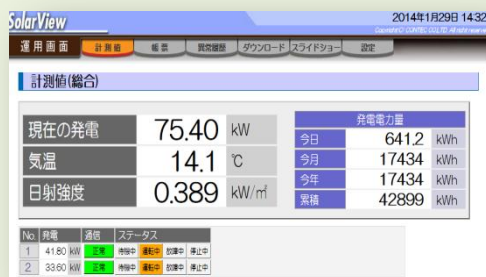 SolarView
2014年1月29日 14:32
Copyright(C) CONTEC CO.,LTD. All rights reserve
運用画面 計測値 帳票 異常履歴 ダウンロード スライドショー 設定
計測値(総合)
現在の発電 75.40 kW
気温 14.1 ℃
日射強度 0.389 kW/㎡
発電電力量
今日 641.2 kWh
今月 17434 kWh
今年 17434 kWh
累積 42899 kWh
No. 発電 通信 ステータス
1 41.80 kW 正常 待機中 運転中 故障中 停止中
2 33.60 kW 正常 待機中 運転中 故障中 停止中